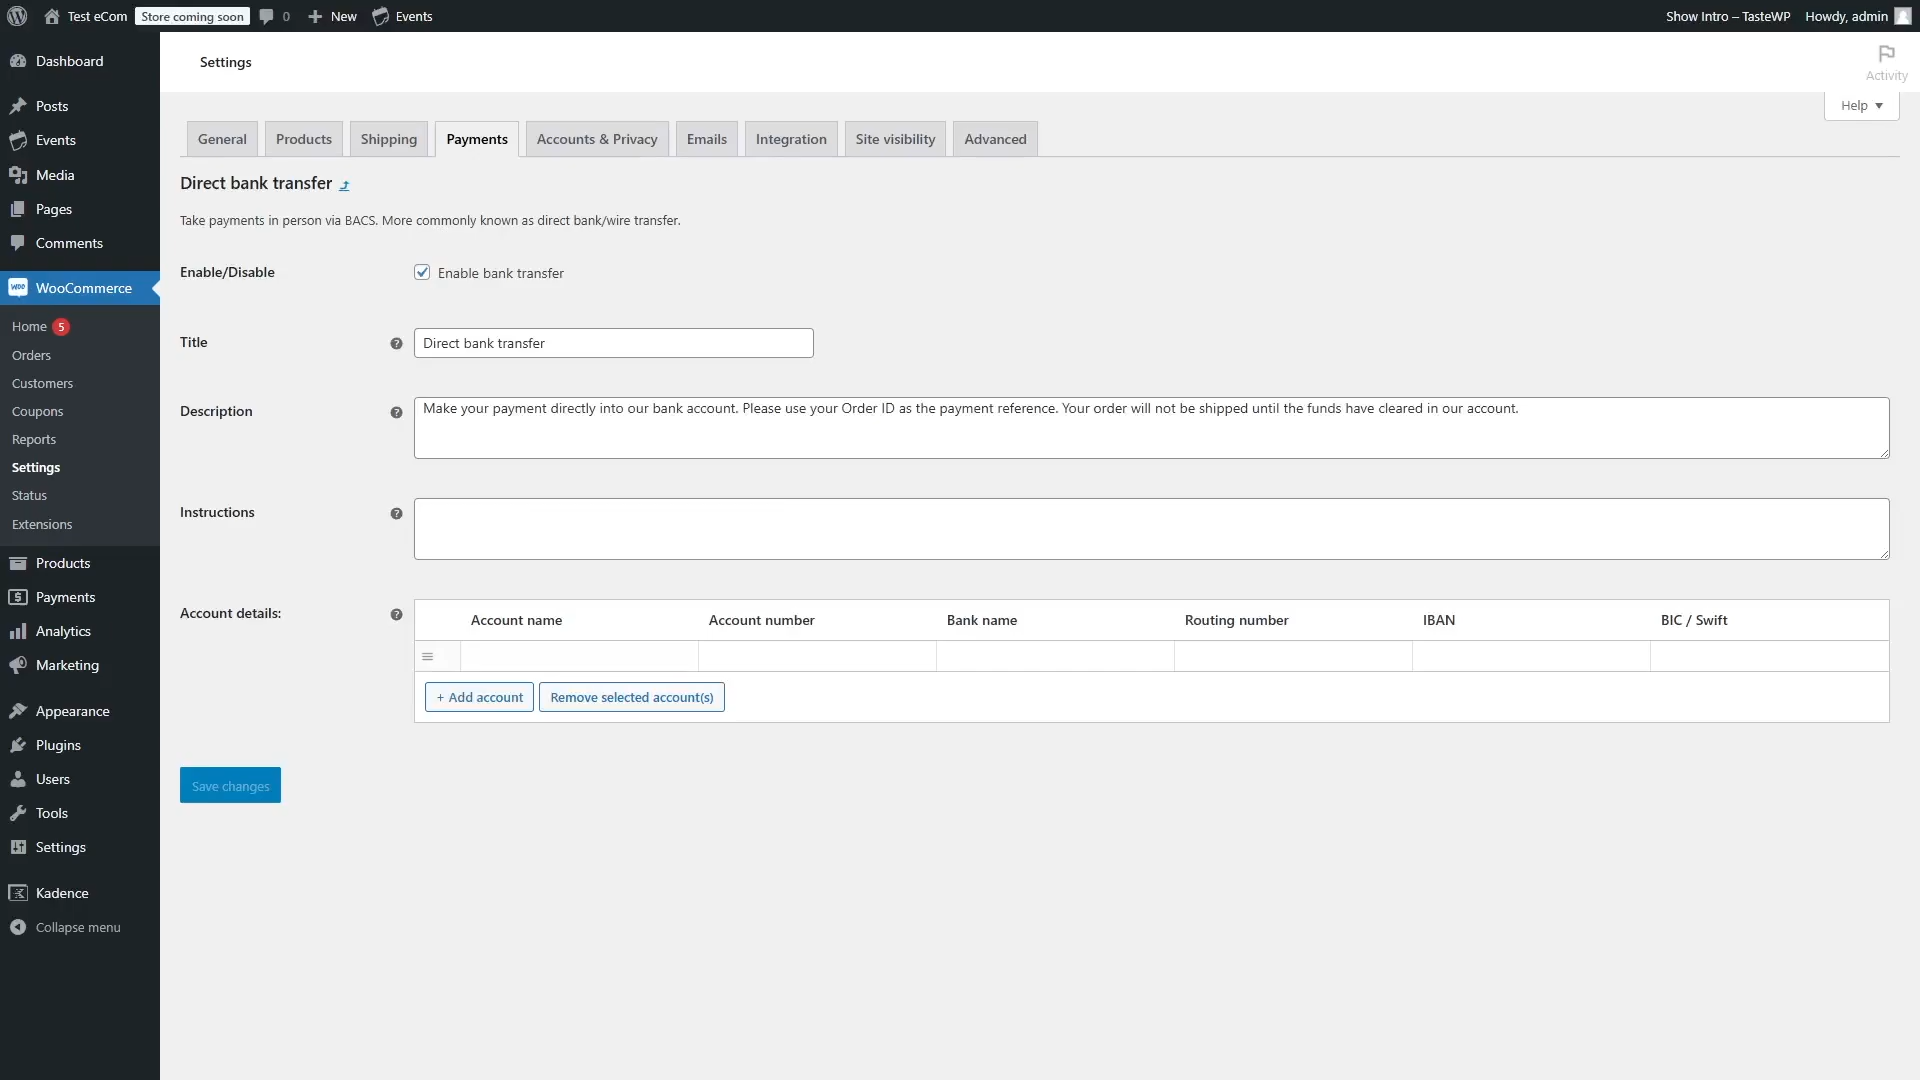 Test eCom Store coming soon 0 New Events Show Intro – TasteWP Howdy, admin
Dashboard
Posts
Events
Media
Pages
Comments
WooCommerce
Home 5
Orders
Customers
Coupons
Reports
Settings
Status
Extensions
Products
Payments
Analytics
Marketing
Appearance
Plugins
Users
Tools
Settings
Kadence
Collapse menu
Settings
Activity
Help
General Products Shipping Payments Accounts & Privacy Emails Integration Site visibility Advanced
Direct bank transfer
Take payments in person via BACS. More commonly known as direct bank/wire transfer.
Enable/Disable Enable bank transfer
Title Direct bank transfer
Description Make your payment directly into our bank account. Please use your Order ID as the payment reference. Your order will not be shipped until the funds have cleared in our account.
Instructions
Account details: Account name Account number Bank name Routing number IBAN BIC / Swift
+ Add account Remove selected account(s)
Save changes